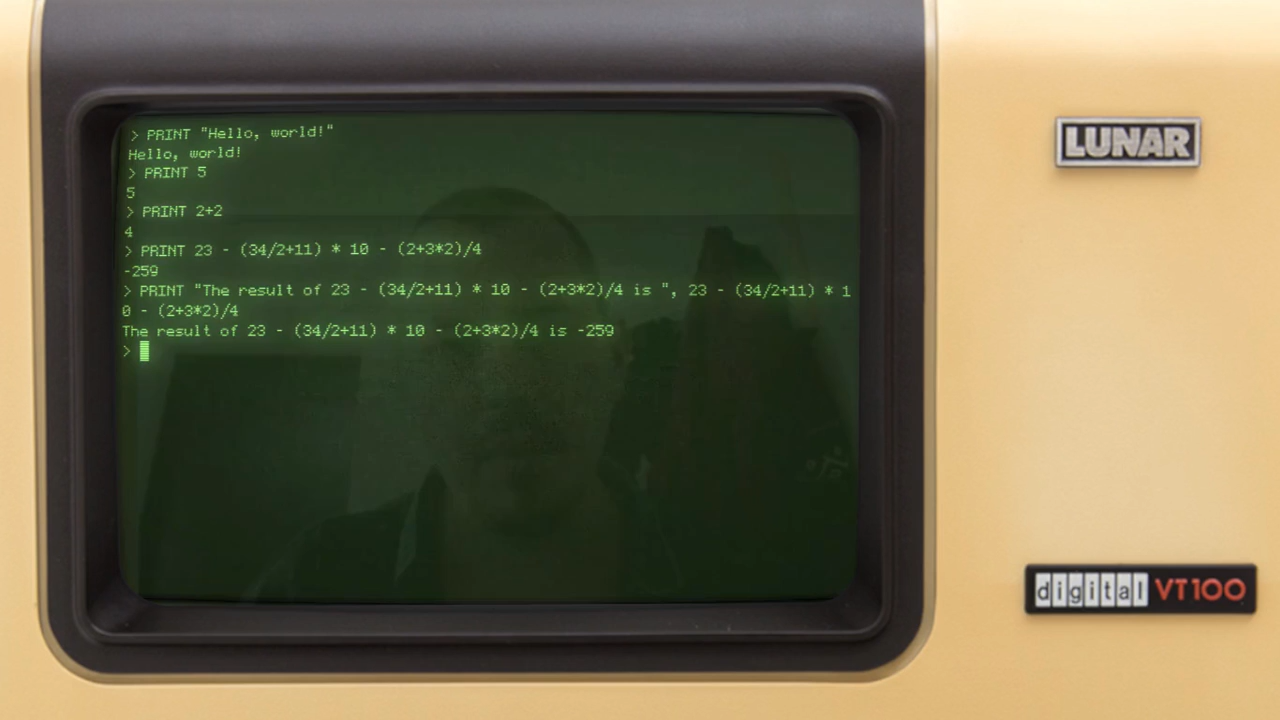 > PRINT "Hello, world!"
Hello, world!
> PRINT 5
5
> PRINT 2+2
4
> PRINT 23 - (34/2+11) * 10 - (2+3*2)/4
-259
> PRINT "The result of 23 - (34/2+11) * 10 - (2+3*2)/4 is ", 23 - (34/2+11) * 1
0 - (2+3*2)/4
The result of 23 - (34/2+11) * 10 - (2+3*2)/4 is -259
>
LUNAR
digital VT100